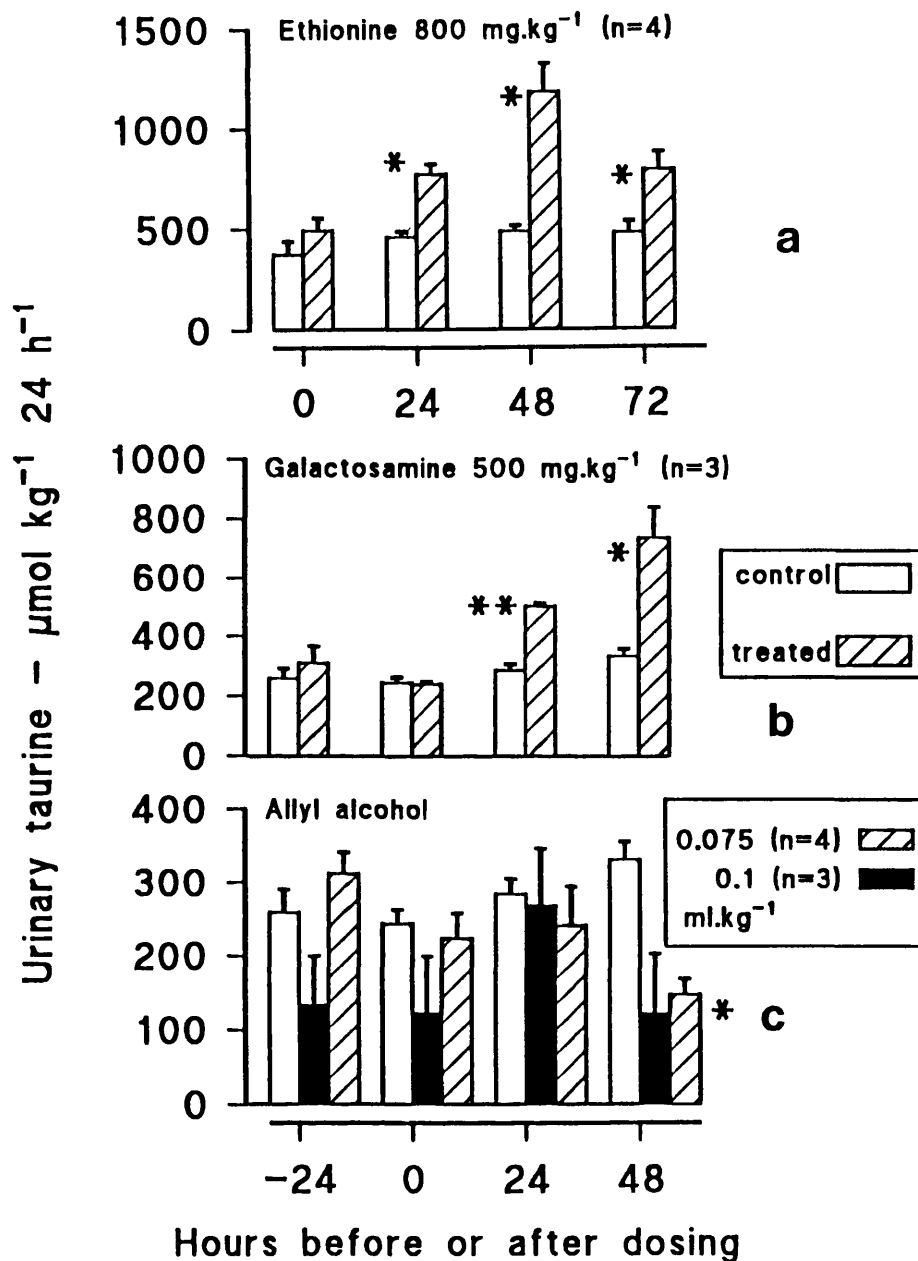 Urinary taurine – µmol kg⁻¹ 24 h⁻¹
Ethionine 800 mg.kg⁻¹ (n=4)
1500
1000
500
0
*
*
*
0 24 48 72
a
Galactosamine 500 mg.kg⁻¹ (n=3)
1000
800
600
400
200
0
**
*
control
treated
b
Allyl alcohol
400
300
200
100
0
0.075 (n=4)
0.1 (n=3)
ml.kg⁻¹
*
c
−24 0 24 48
Hours before or after dosing